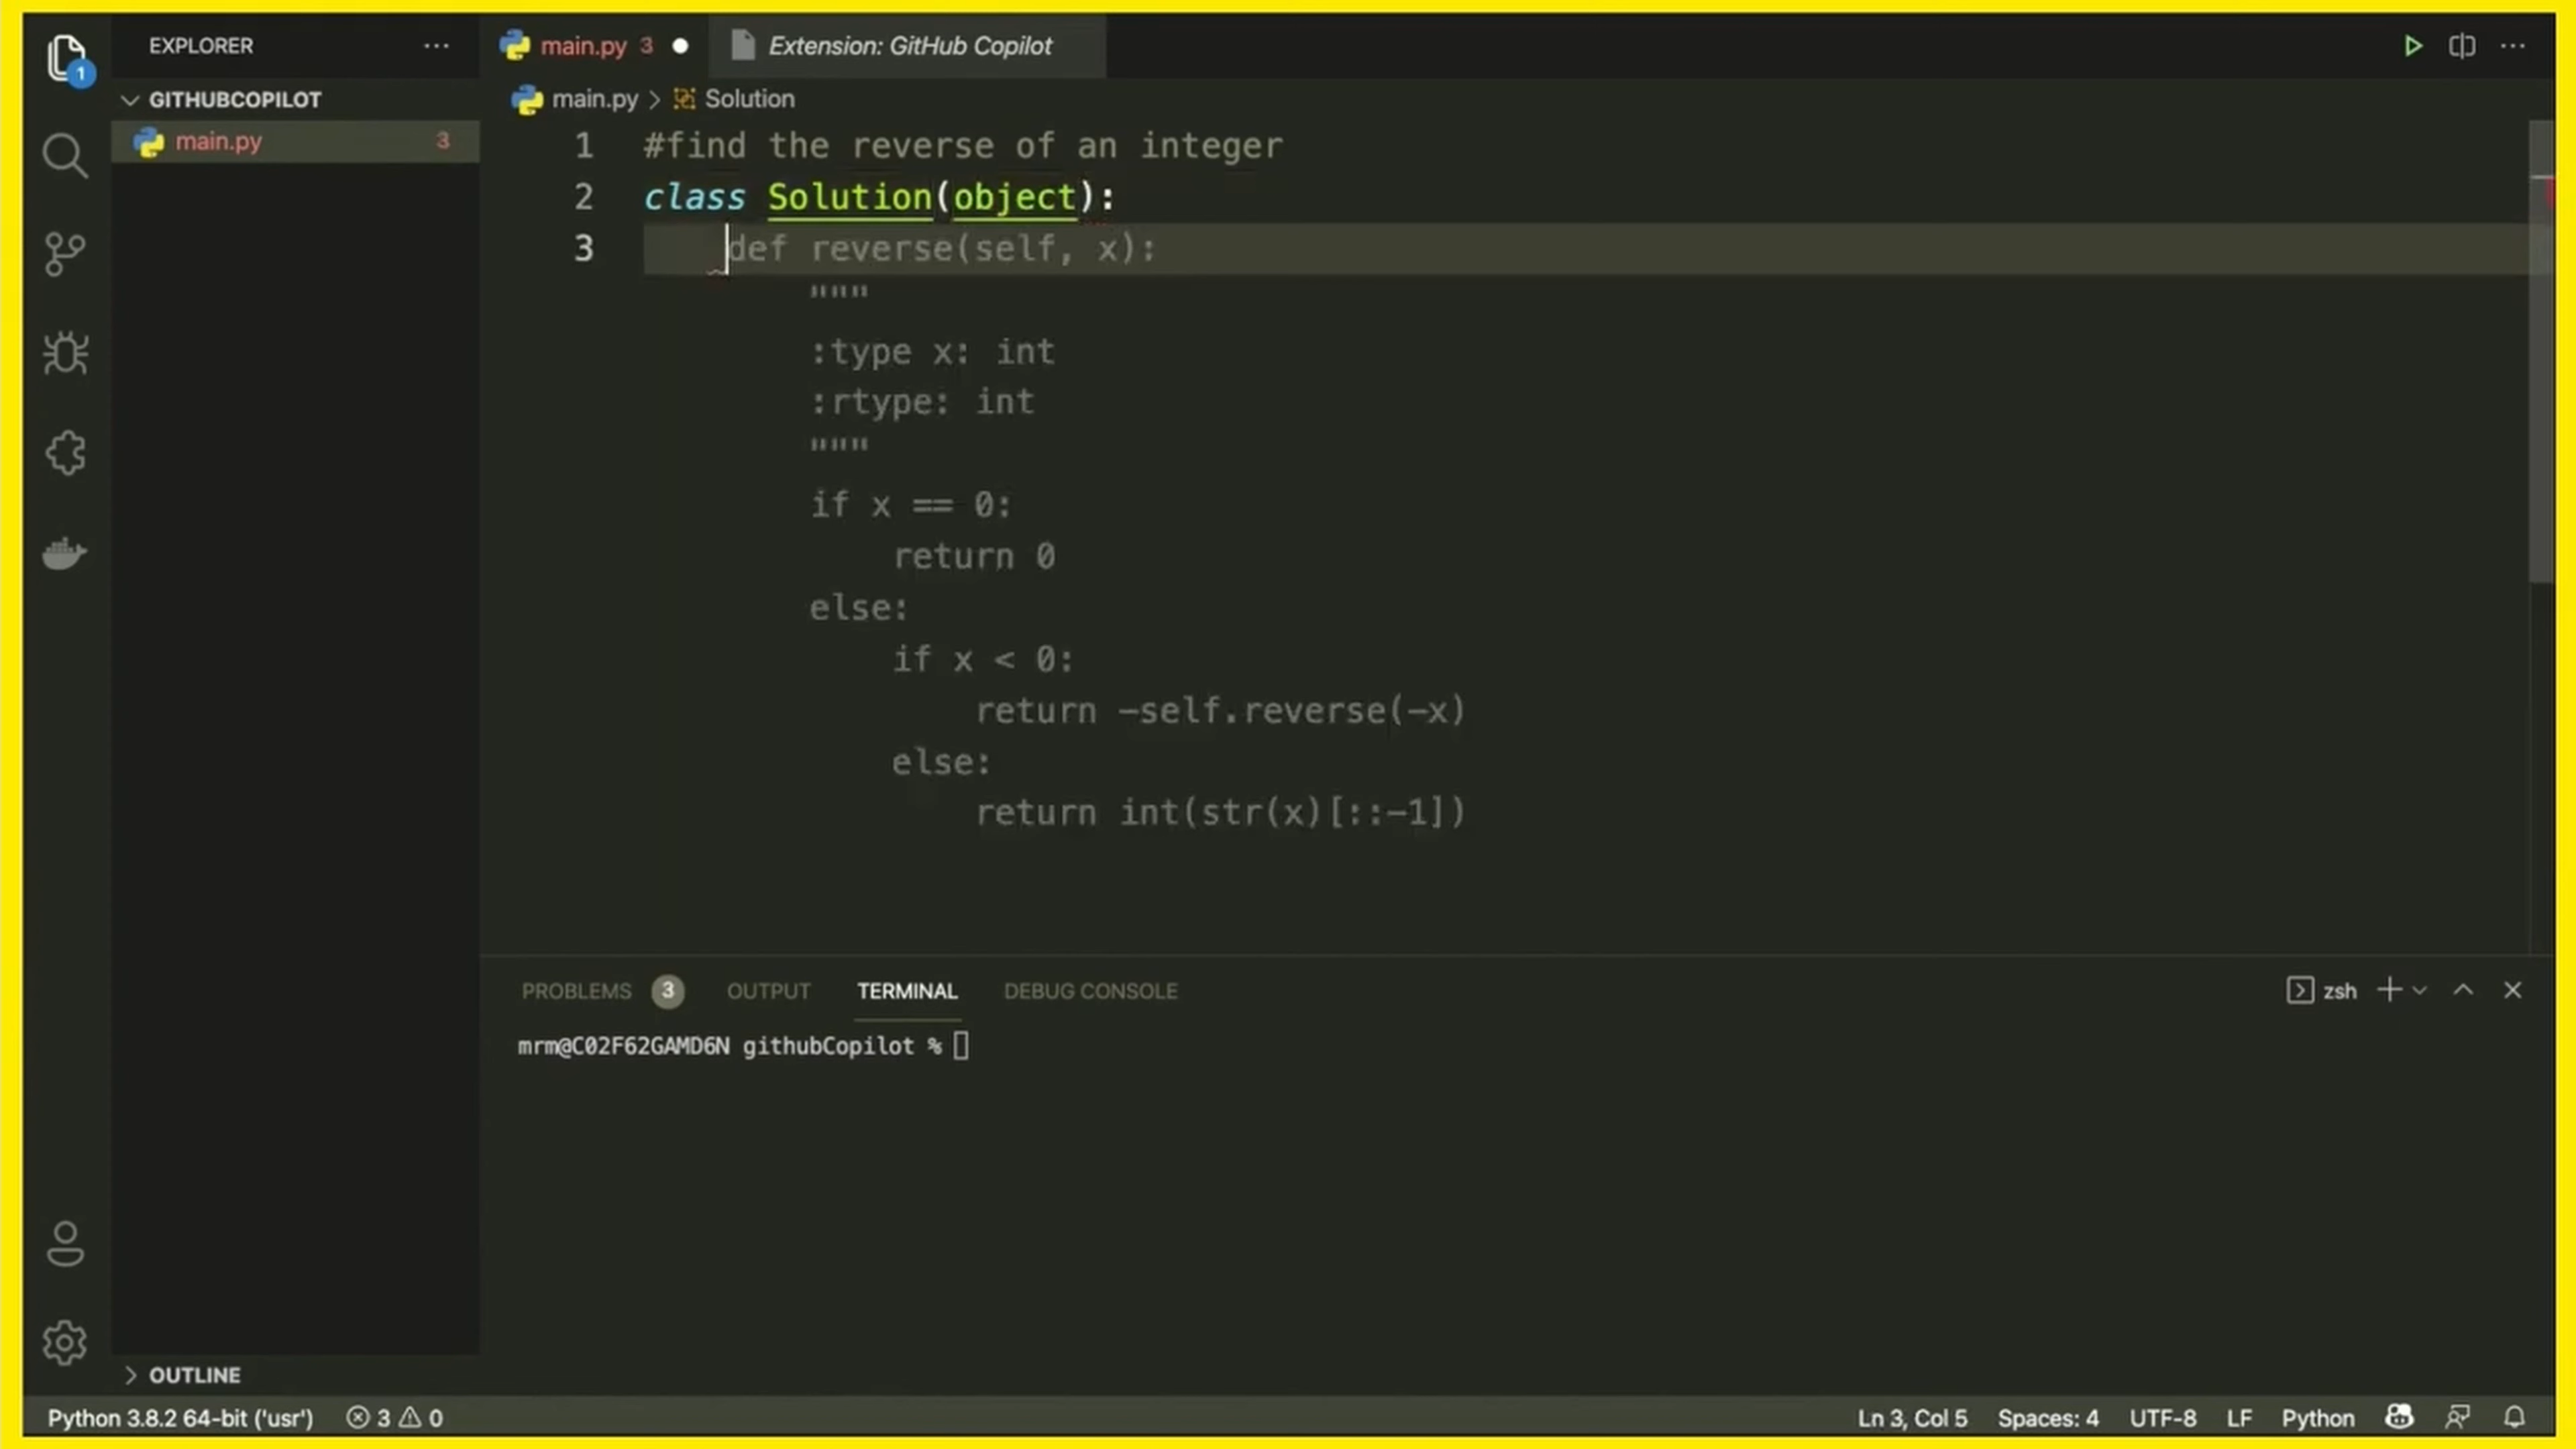 1
EXPLORER ···
main.py 3
Extension: GitHub Copilot
GITHUBCOPILOT
main.py > Solution
main.py 3
1 #find the reverse of an integer
2 class Solution(object):
3 def reverse(self, x):
"""
:type x: int
:rtype: int
"""
if x == 0:
return 0
else:
if x < 0:
return -self.reverse(-x)
else:
return int(str(x)[::-1])
PROBLEMS 3 OUTPUT TERMINAL DEBUG CONSOLE
zsh
mrm@C02F62GAMD6N githubCopilot %
OUTLINE
Python 3.8.2 64-bit ('usr') 3 0
Ln 3, Col 5 Spaces: 4 UTF-8 LF Python